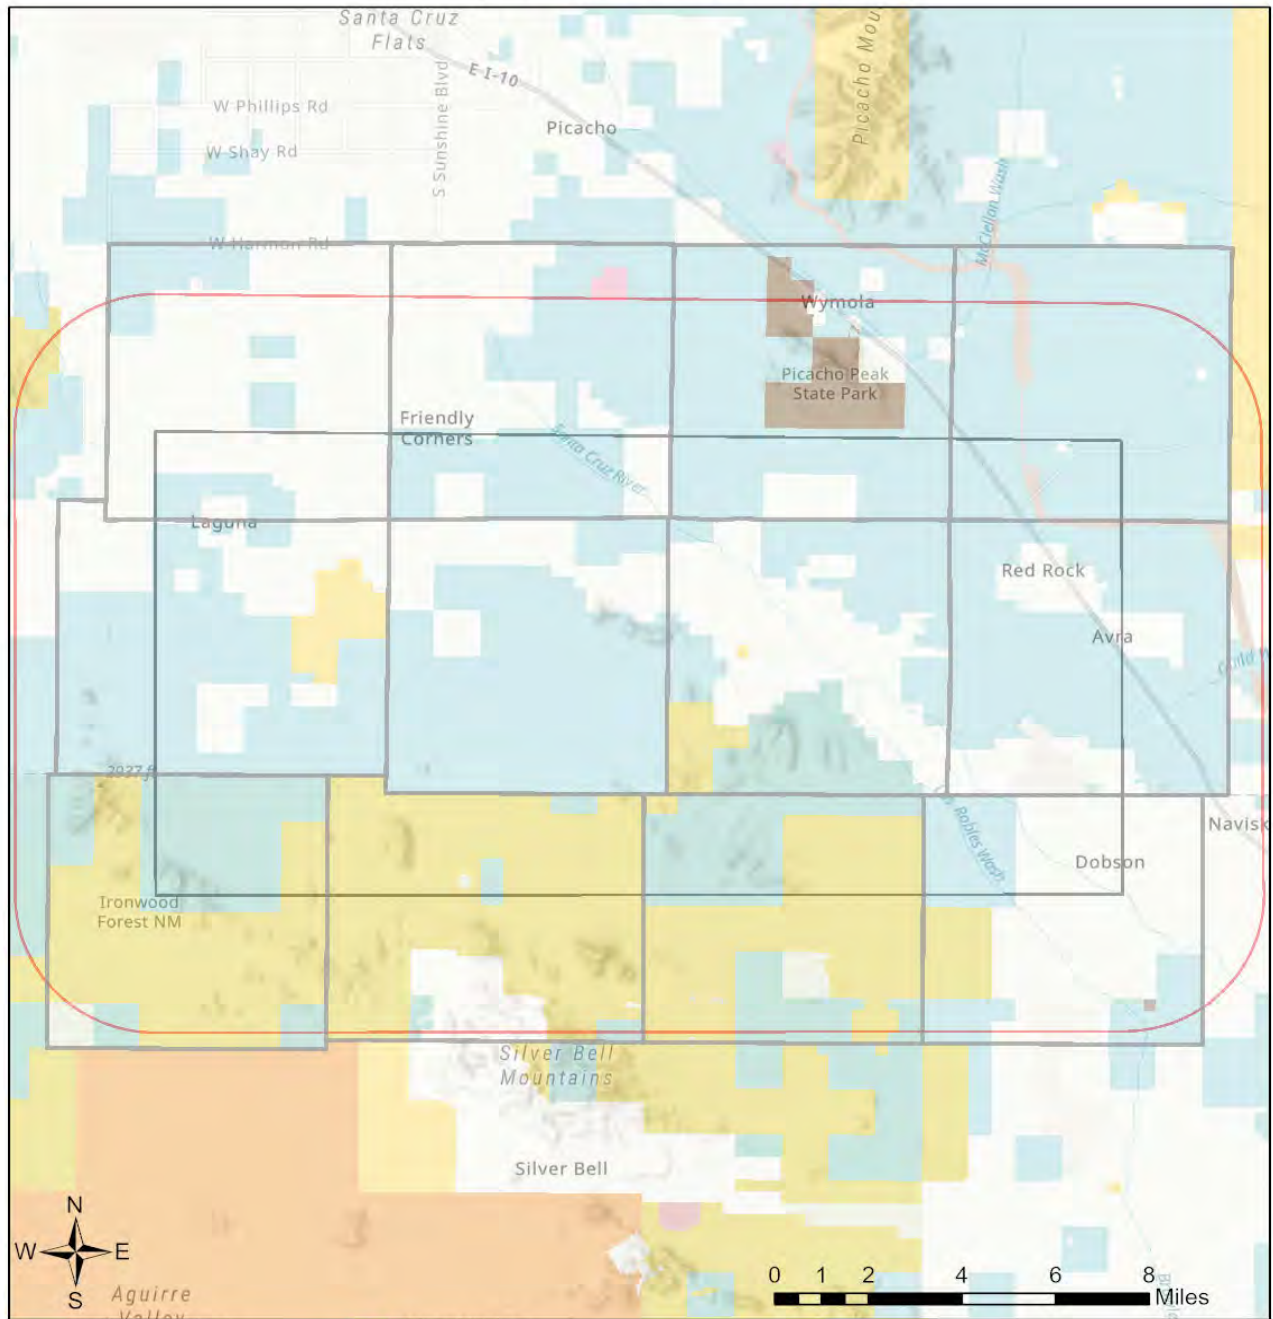 Santa Cruz
Flats
E I-10
S Sunshine Blvd
W Phillips Rd
W Shay Rd
Picacho
Picacho Mou
McClellan Wash
W Harmon Rd
Wymola
Picacho Peak
State Park
Friendly
Corners
Santa Cruz River
Laguna
Red Rock
Avra
2937 ft
Robles Wash
Navisk
Dobson
Ironwood
Forest NM
Silver Bell
Mountains
Silver Bell
N
W
E
S
Aguirre
Valley
0 1 2 4 6 8
Miles